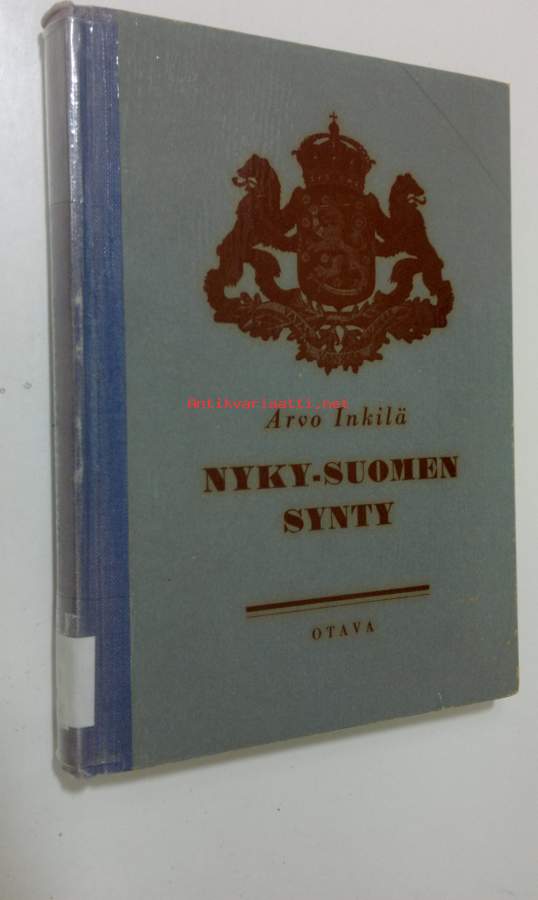 Antikvariaatti.net
Arvo Inkilä
NYKY-SUOMEN
SYNTY
OTAVA